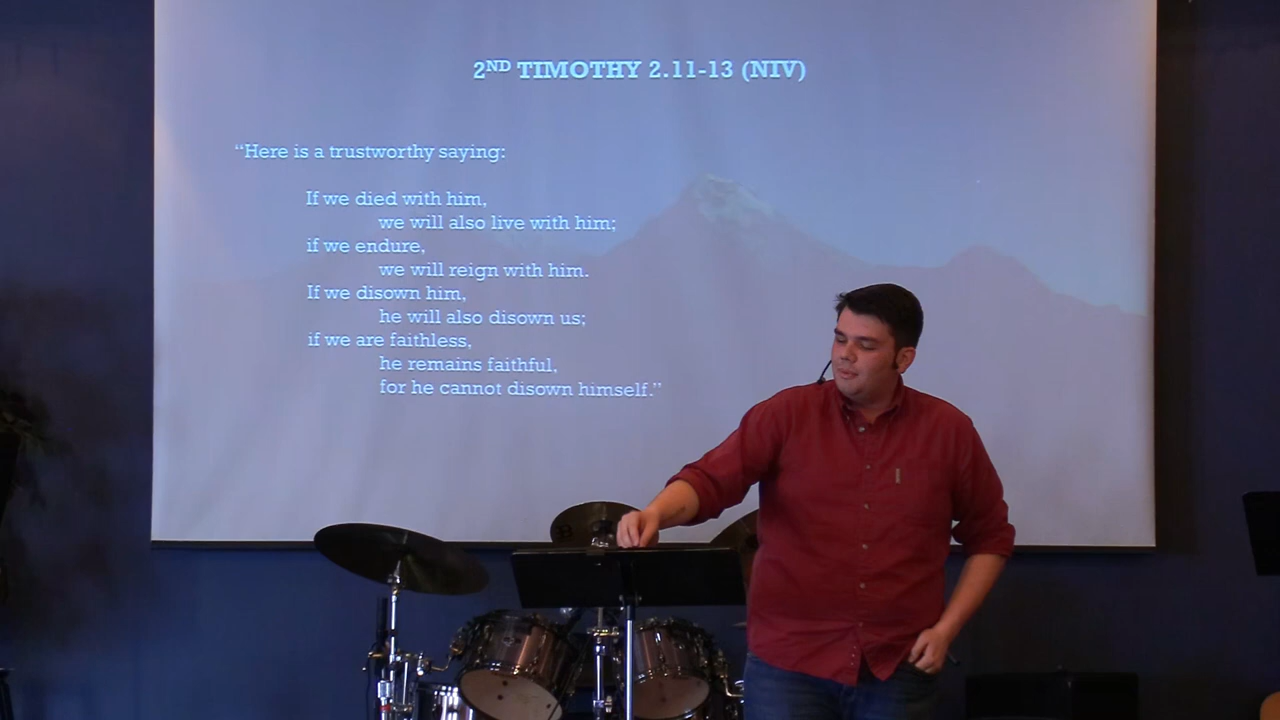 2ND TIMOTHY 2.11-13 (NIV)
“Here is a trustworthy saying:
If we died with him,
we will also live with him;
if we endure,
we will reign with him.
If we disown him,
he will also disown us;
if we are faithless,
he remains faithful,
for he cannot disown himself.”